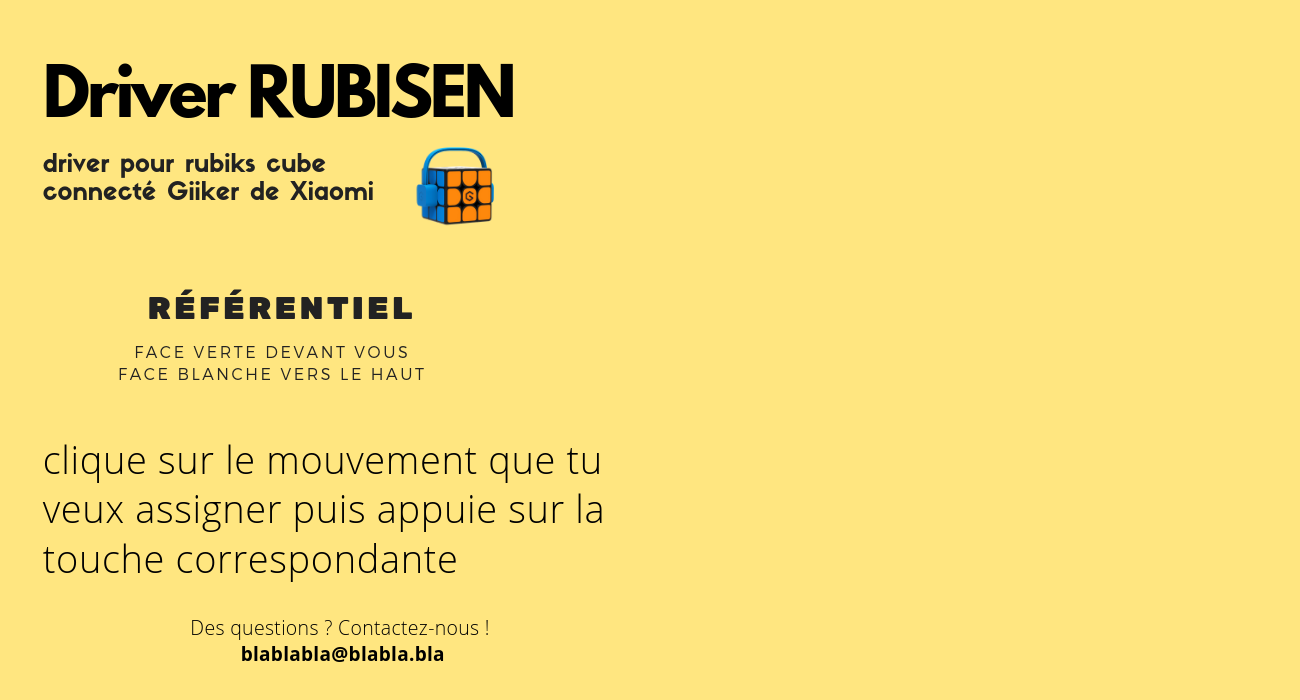 Driver RUBISEN
driver pour rubiks cube
connecté Giiker de Xiaomi
RÉFÉRENTIEL
FACE VERTE DEVANT VOUS
FACE BLANCHE VERS LE HAUT
clique sur le mouvement que tu
veux assigner puis appuie sur la
touche correspondante
Des questions ? Contactez-nous !
blablabla@blabla.bla